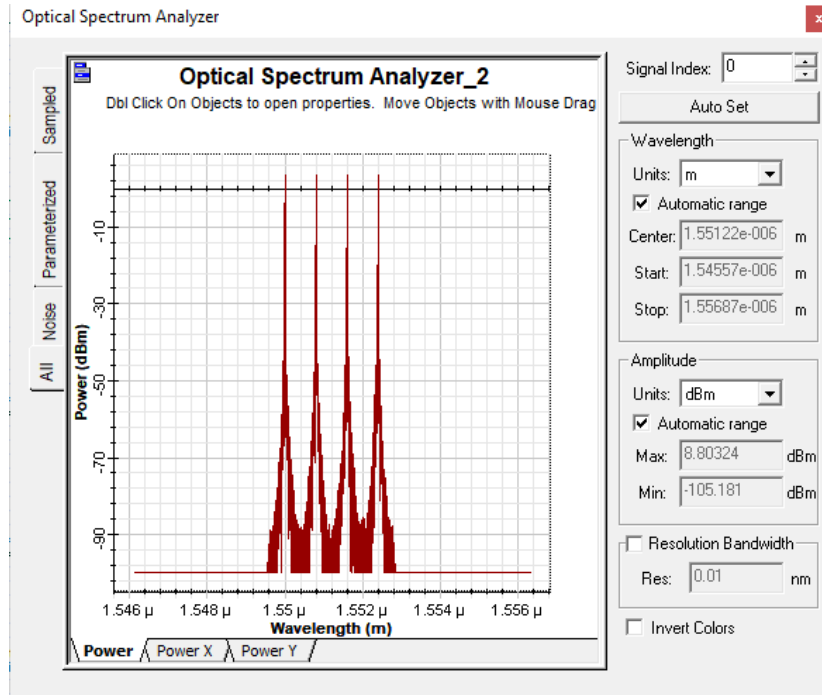 Optical Spectrum Analyzer
x
Sampled
Parameterized
Noise
All
Optical Spectrum Analyzer_2
Dbl Click On Objects to open properties.  Move Objects with Mouse Drag
Power (dBm)
-10
-30
-50
-70
-90
1.546 µ 1.548 µ 1.55 µ 1.552 µ 1.554 µ 1.556 µ
Wavelength (m)
Power Power X Power Y
Signal Index: 0
Auto Set
Wavelength
Units: m
Automatic range
Center: 1.55122e-006 m
Start: 1.54557e-006 m
Stop: 1.55687e-006 m
Amplitude
Units: dBm
Automatic range
Max: 8.80324 dBm
Min: -105.181 dBm
Resolution Bandwidth
Res: 0.01 nm
Invert Colors